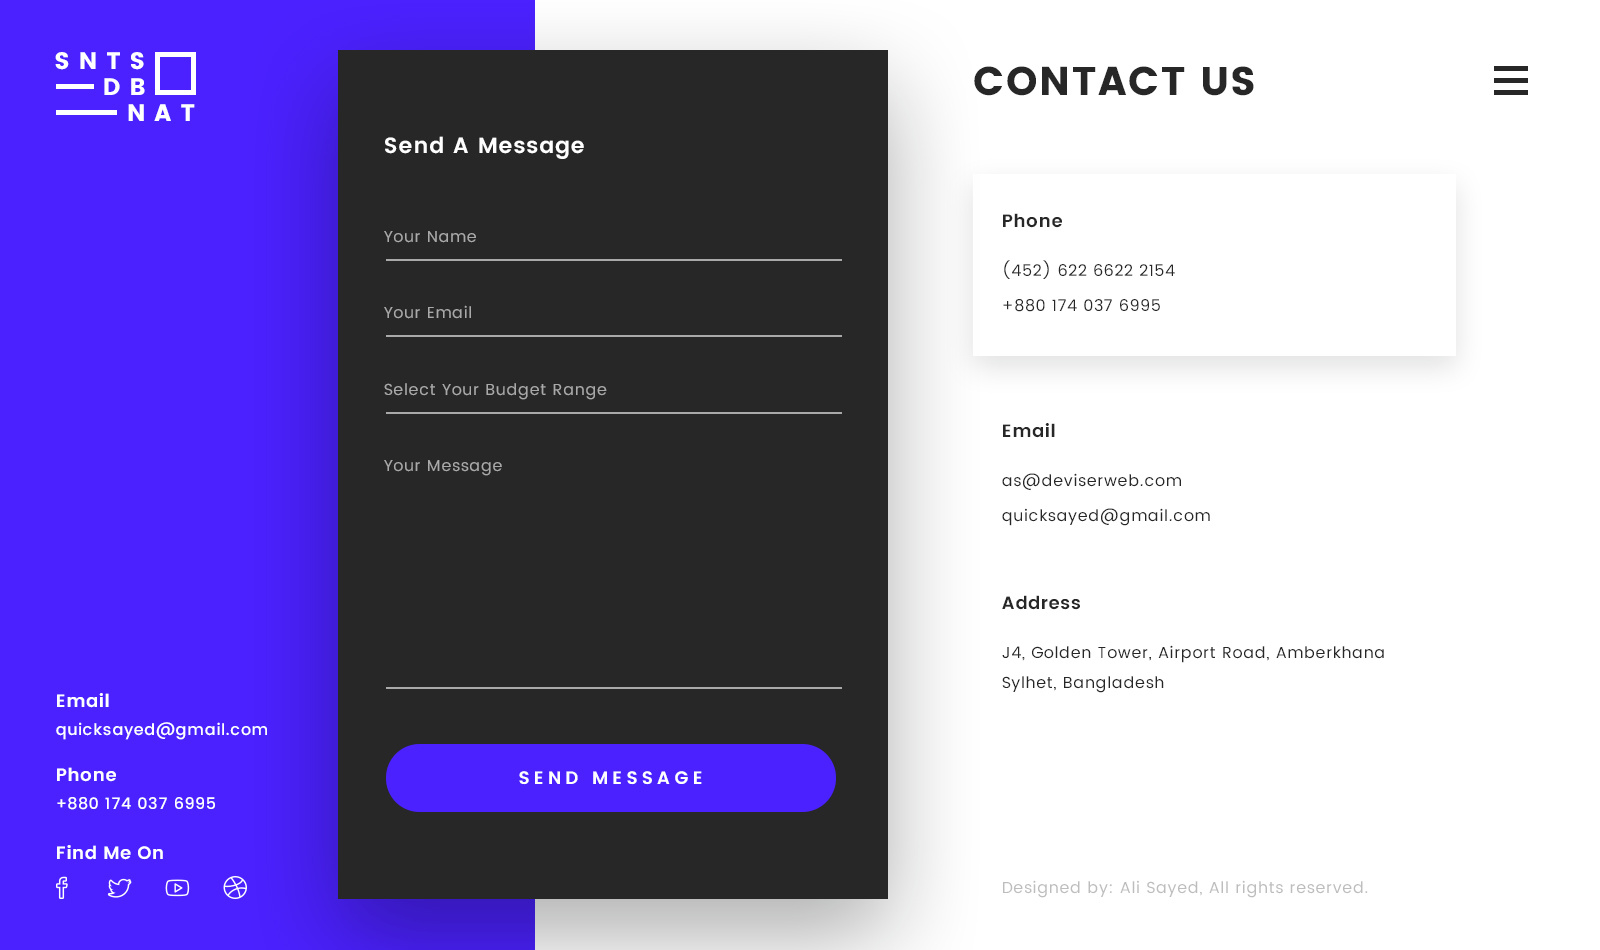 SNTS
DB
NAT
Email
quicksayed@gmail.com
Phone
+880 174 037 6995
Find Me On
Send A Message
Your Name
Your Email
Select Your Budget Range
Your Message
SEND MESSAGE
CONTACT US
Phone
(452) 622 6622 2154
+880 174 037 6995
Email
as@deviserweb.com
quicksayed@gmail.com
Address
J4, Golden Tower, Airport Road, Amberkhana
Sylhet, Bangladesh
Designed by: Ali Sayed, All rights reserved.